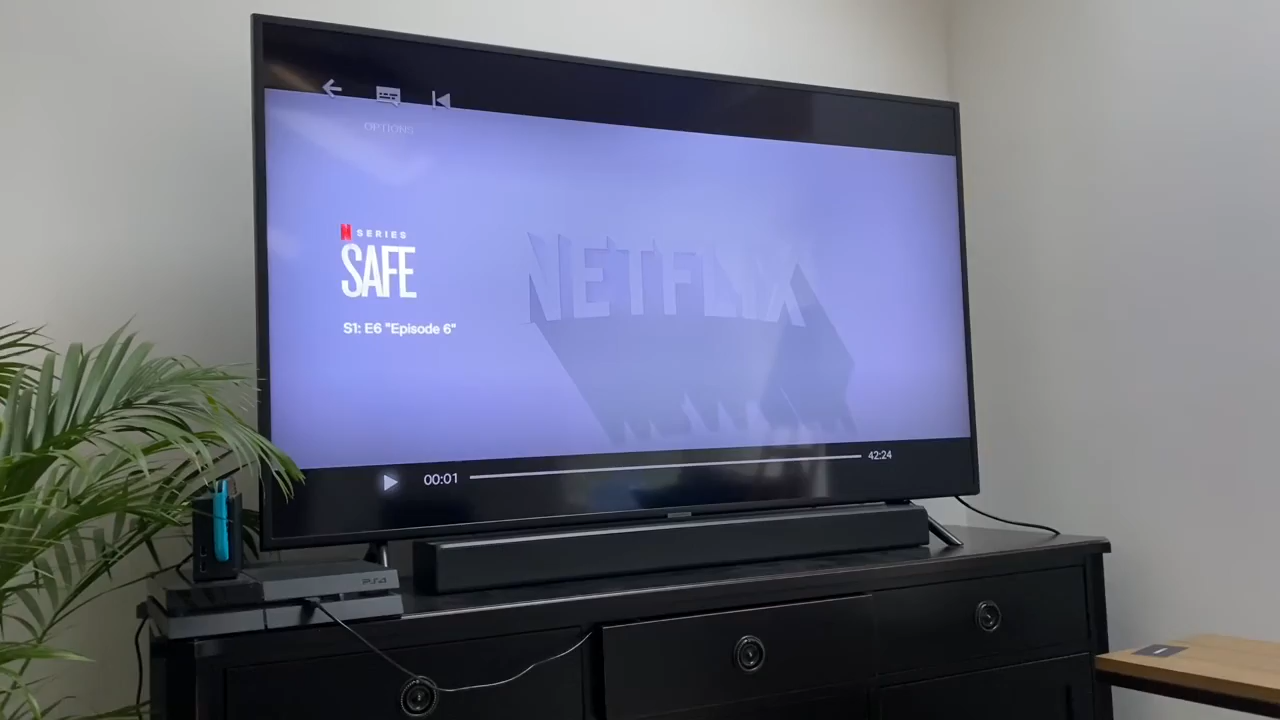 OPTIONS
N SERIES
SAFE
S1: E6 "Episode 6"
NETFLIX
00:01
42:24
PS4